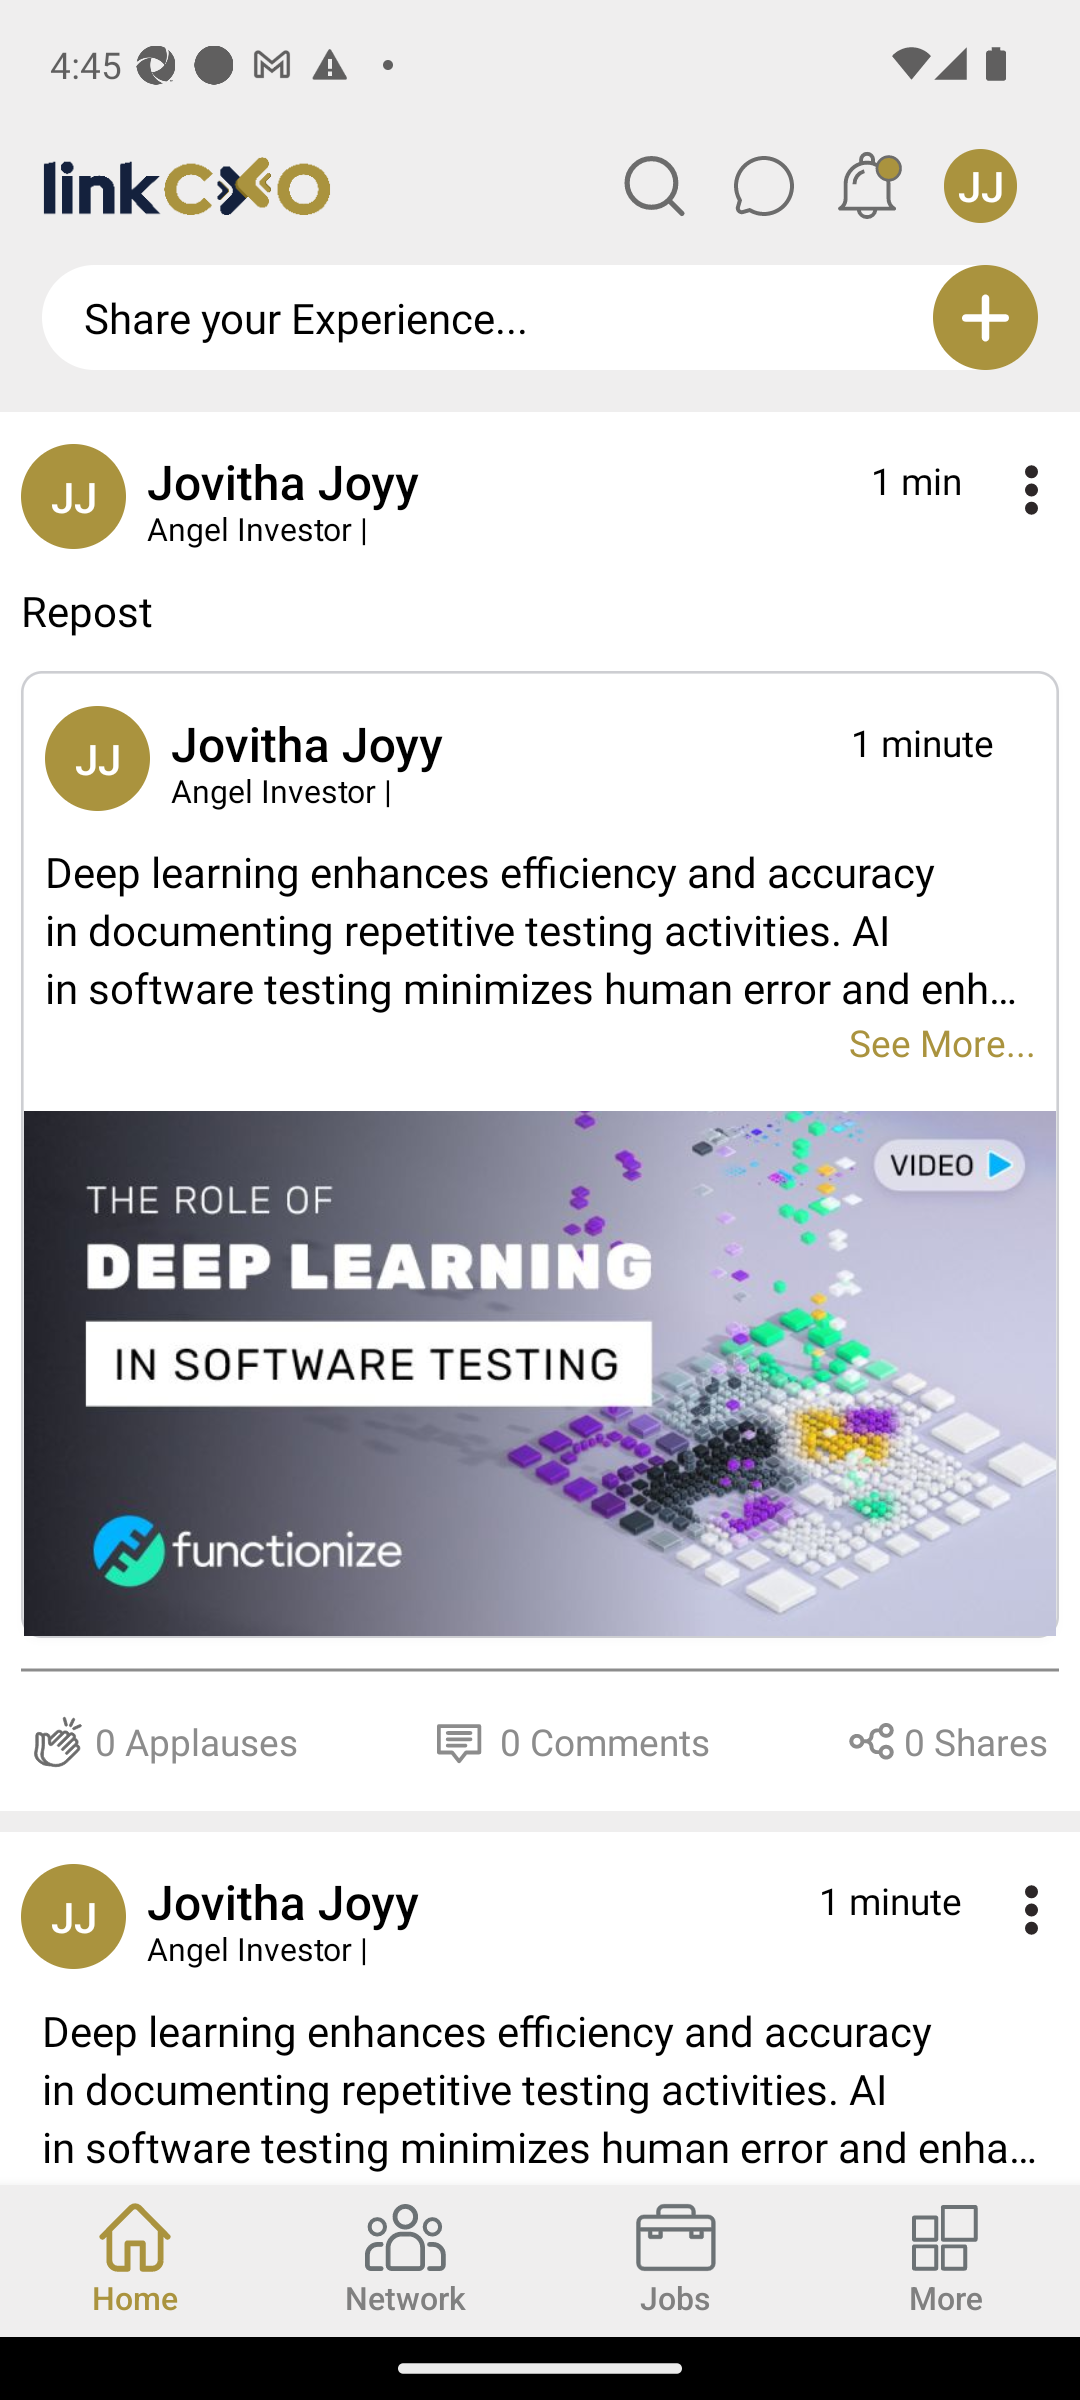 4:45
linkCXO
JJ
Share your Experience...
JJ
Jovitha Joyy
1 min
Angel Investor |
Repost
JJ
Jovitha Joyy
1 minute
Angel Investor |
Deep learning enhances efficiency and accuracy
in documenting repetitive testing activities. AI
in software testing minimizes human error and enh...
See More...
VIDEO
THE ROLE OF
DEEP LEARNING
IN SOFTWARE TESTING
functionize
0 Applauses
0 Comments
0 Shares
JJ
Jovitha Joyy
1 minute
Angel Investor |
Deep learning enhances efficiency and accuracy
in documenting repetitive testing activities. AI
in software testing minimizes human error and enha...
Home
Network
Jobs
More